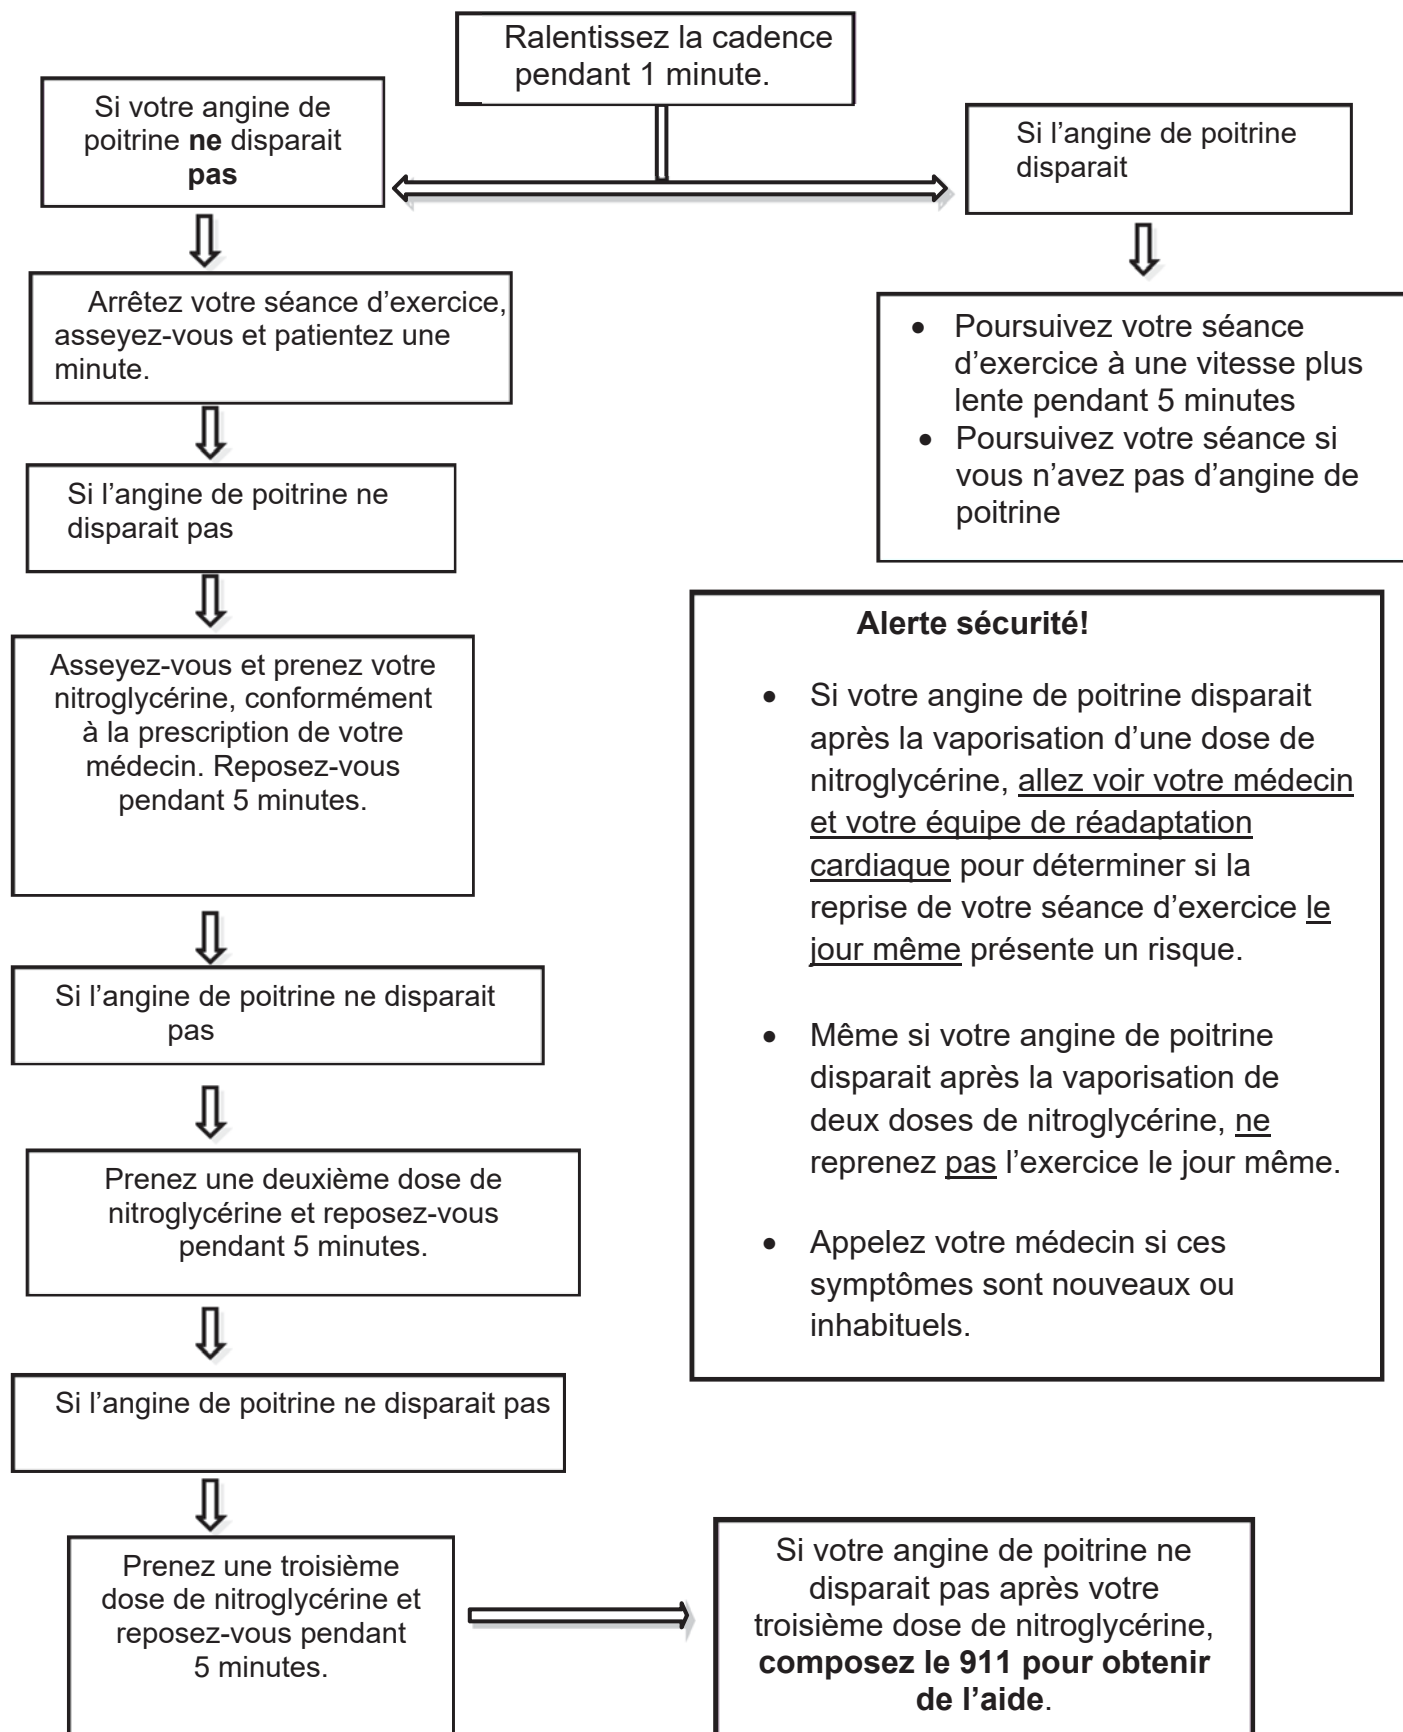 Ralentissez la cadence
pendant 1 minute.
Si votre angine de
poitrine ne disparait
pas
Si l’angine de poitrine
disparait
Arrêtez votre séance d’exercice,
asseyez-vous et patientez une
minute.
• Poursuivez votre séance
d’exercice à une vitesse plus
lente pendant 5 minutes
• Poursuivez votre séance si
vous n’avez pas d’angine de
poitrine
Si l’angine de poitrine ne
disparait pas
Asseyez-vous et prenez votre
nitroglycérine, conformément
à la prescription de votre
médecin. Reposez-vous
pendant 5 minutes.
Si l’angine de poitrine ne disparait
pas
Prenez une deuxième dose de
nitroglycérine et reposez-vous
pendant 5 minutes.
Si l’angine de poitrine ne disparait pas
Prenez une troisième
dose de nitroglycérine et
reposez-vous pendant
5 minutes.
Si votre angine de poitrine ne
disparait pas après votre
troisième dose de nitroglycérine,
composez le 911 pour obtenir
de l’aide.
Alerte sécurité!
• Si votre angine de poitrine disparait
après la vaporisation d’une dose de
nitroglycérine, allez voir votre médecin
et votre équipe de réadaptation
cardiaque pour déterminer si la
reprise de votre séance d’exercice le
jour même présente un risque.
• Même si votre angine de poitrine
disparait après la vaporisation de
deux doses de nitroglycérine, ne
reprenez pas l’exercice le jour même.
• Appelez votre médecin si ces
symptômes sont nouveaux ou
inhabituels.